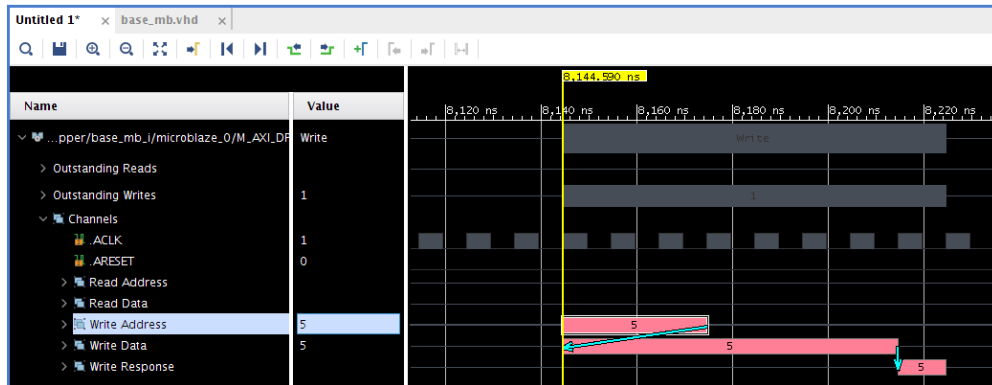 Untitled 1* × base_mb.vhd ×
8,144.590 ns
Name Value
8,120 ns 8,140 ns 8,160 ns 8,180 ns 8,200 ns 8,220 ns
...pper/base_mb_i/microblaze_0/M_AXI_DP Write Write
Outstanding Reads
Outstanding Writes 1 1
Channels
.ACLK 1
.ARESET 0
Read Address
Read Data
Write Address 5 5
Write Data 5 5
Write Response 5